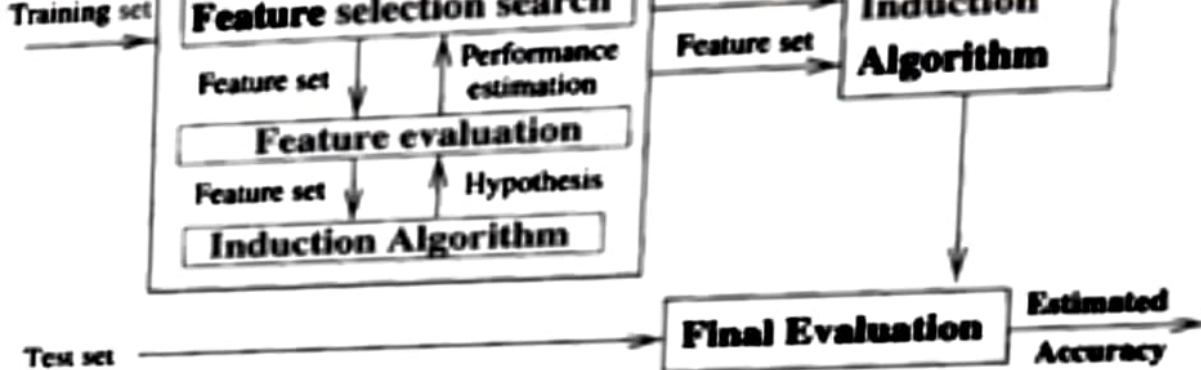 Training set
Feature selection search
Induction
Algorithm
Feature set
Performance
estimation
Feature set
Feature evaluation
Feature set
Hypothesis
Induction Algorithm
Final Evaluation
Estimated
Accuracy
Test set